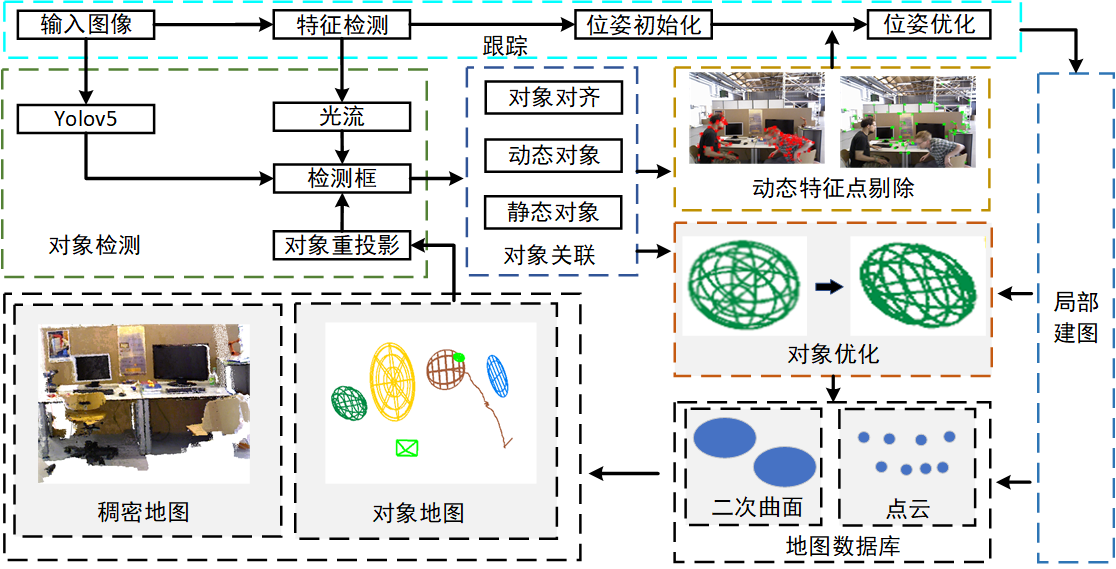 输入图像
特征检测
位姿初始化
位姿优化
跟踪
Yolov5
光流
检测框
对象检测
对象重投影
对象对齐
动态对象
静态对象
对象关联
动态特征点剔除
对象优化
局部
建图
稠密地图
对象地图
二次曲面
点云
地图数据库